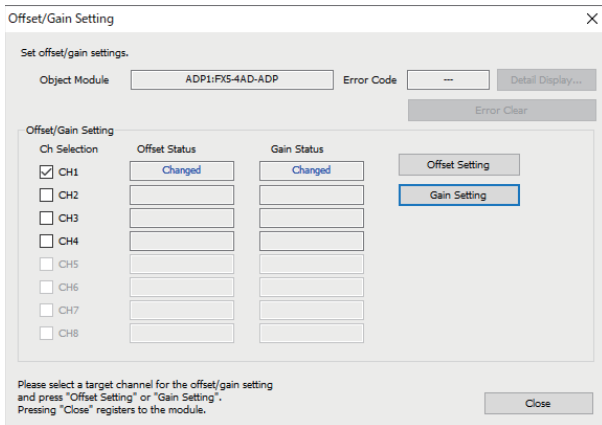 Offset/Gain Setting
Set offset/gain settings.
Object Module ADP1:FX5-4AD-ADP Error Code --- Detail Display...
Error Clear
Offset/Gain Setting
Ch Selection Offset Status Gain Status
CH1 Changed Changed Offset Setting
CH2 Gain Setting
CH3
CH4
CH5
CH6
CH7
CH8
Please select a target channel for the offset/gain setting
and press "Offset Setting" or "Gain Setting".
Pressing "Close" registers to the module.
Close